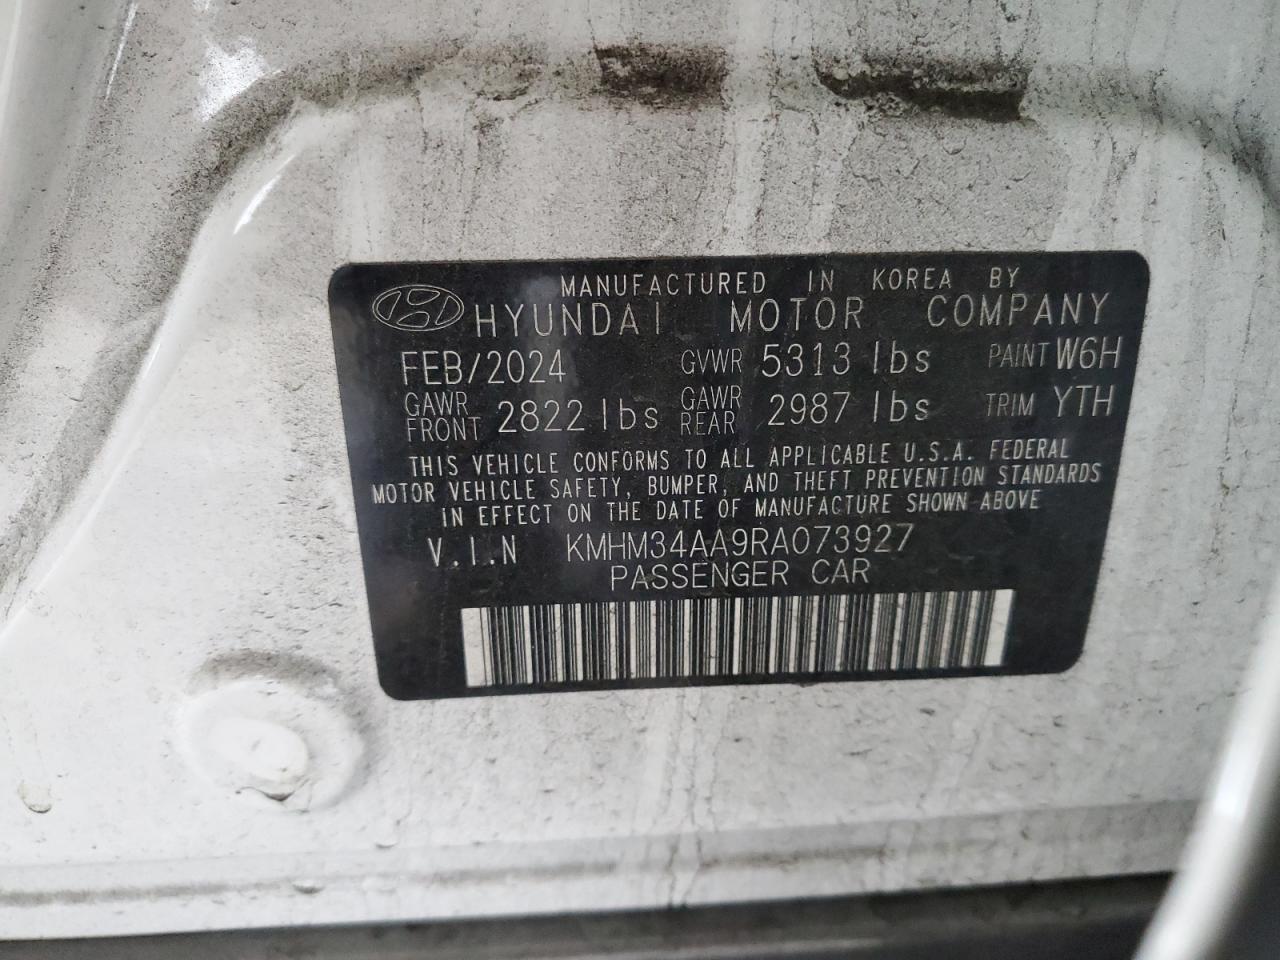 MANUFACTURED IN KOREA BY
HYUNDAI MOTOR COMPANY
FEB/2024 GVWR 5313 lbs PAINT W6H
GAWR FRONT 2822 lbs GAWR REAR 2987 lbs TRIM YTH
THIS VEHICLE CONFORMS TO ALL APPLICABLE U.S.A. FEDERAL
MOTOR VEHICLE SAFETY, BUMPER, AND THEFT PREVENTION STANDARDS
IN EFFECT ON THE DATE OF MANUFACTURE SHOWN ABOVE
V.I.N KMHM34AA9RA073927
PASSENGER CAR